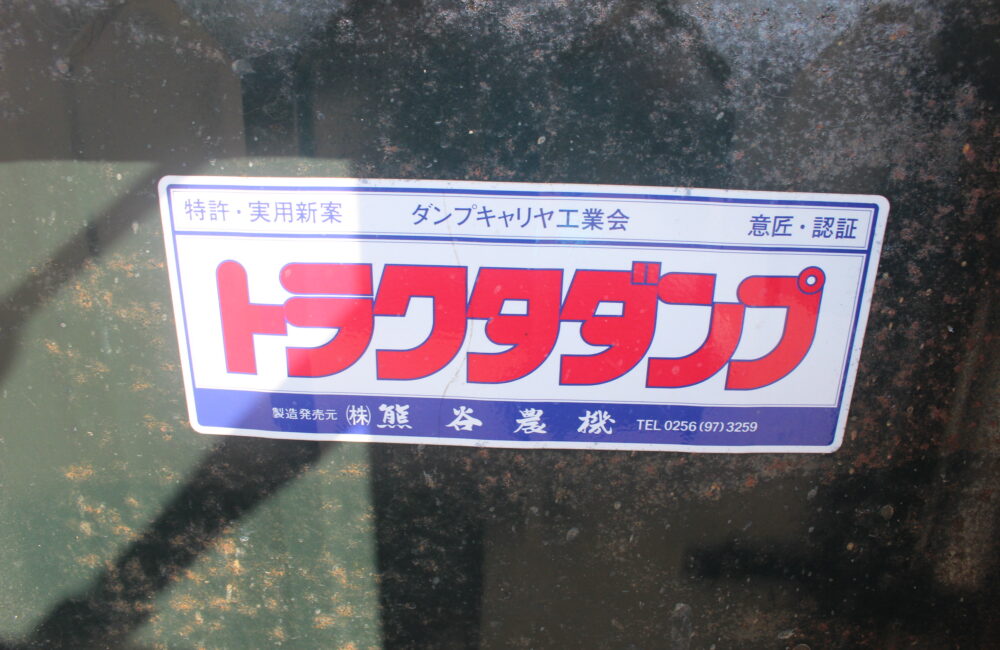 特許・実用新案 ダンプキャリヤ工業会 意匠・認証
トラクタダンプ
製造発売元 ㈱熊谷農機 TEL 0256(97)3259